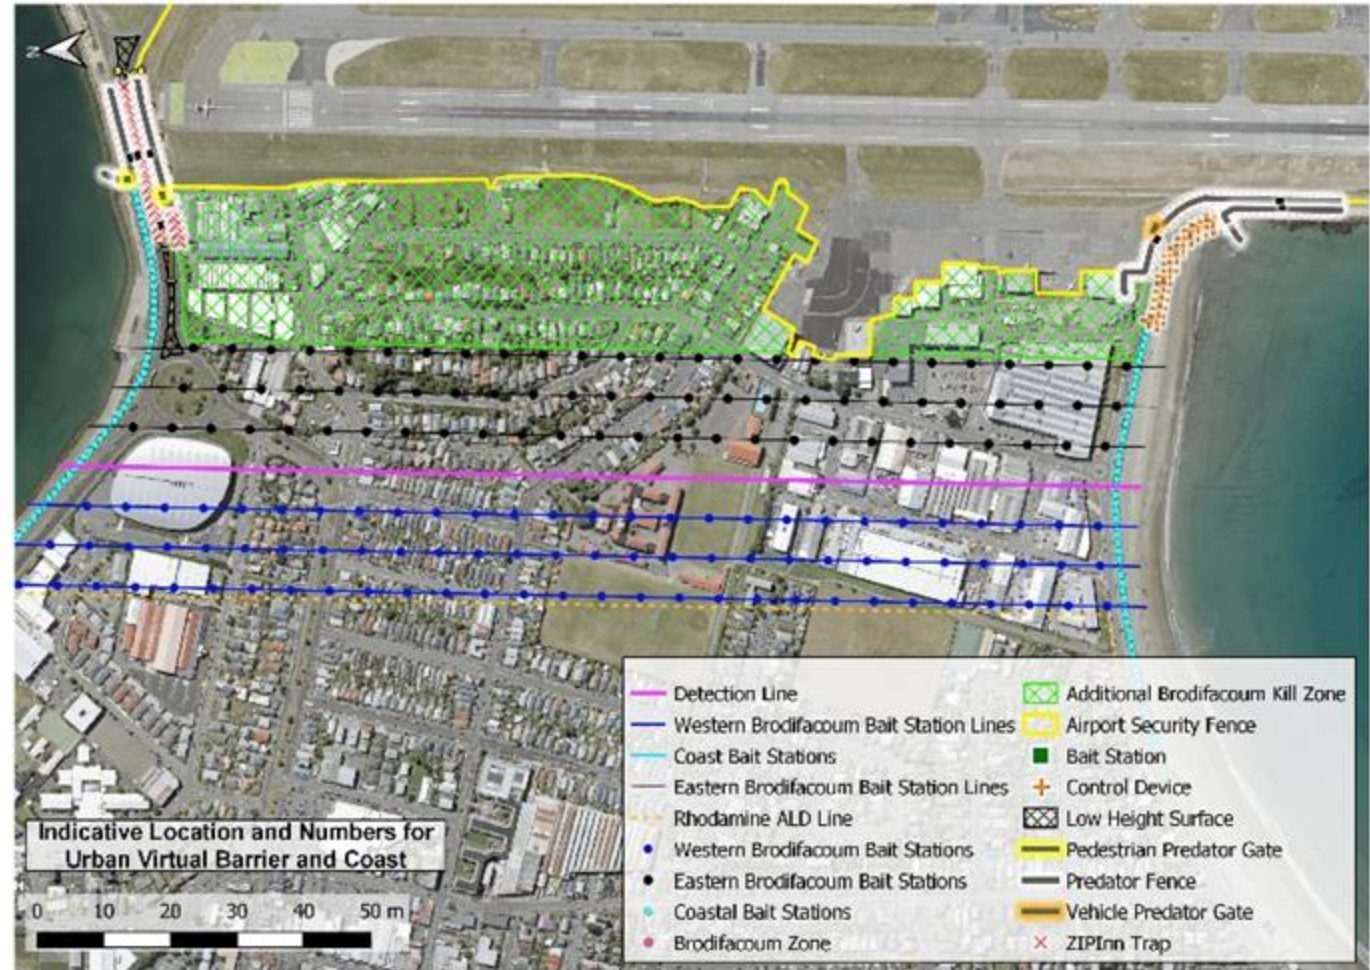 N
Detection Line
Western Brodifacoum Bait Station Lines
Coast Bait Stations
Eastern Brodifacoum Bait Station Lines
Rhodamine ALD Line
Western Brodifacoum Bait Stations
Eastern Brodifacoum Bait Stations
Coastal Bait Stations
Brodifacoum Zone
Additional Brodifacoum Kill Zone
Airport Security Fence
Bait Station
Control Device
Low Height Surface
Pedestrian Predator Gate
Predator Fence
Vehicle Predator Gate
ZIPInn Trap
Indicative Location and Numbers for
Urban Virtual Barrier and Coast
0 10 20 30 40 50 m